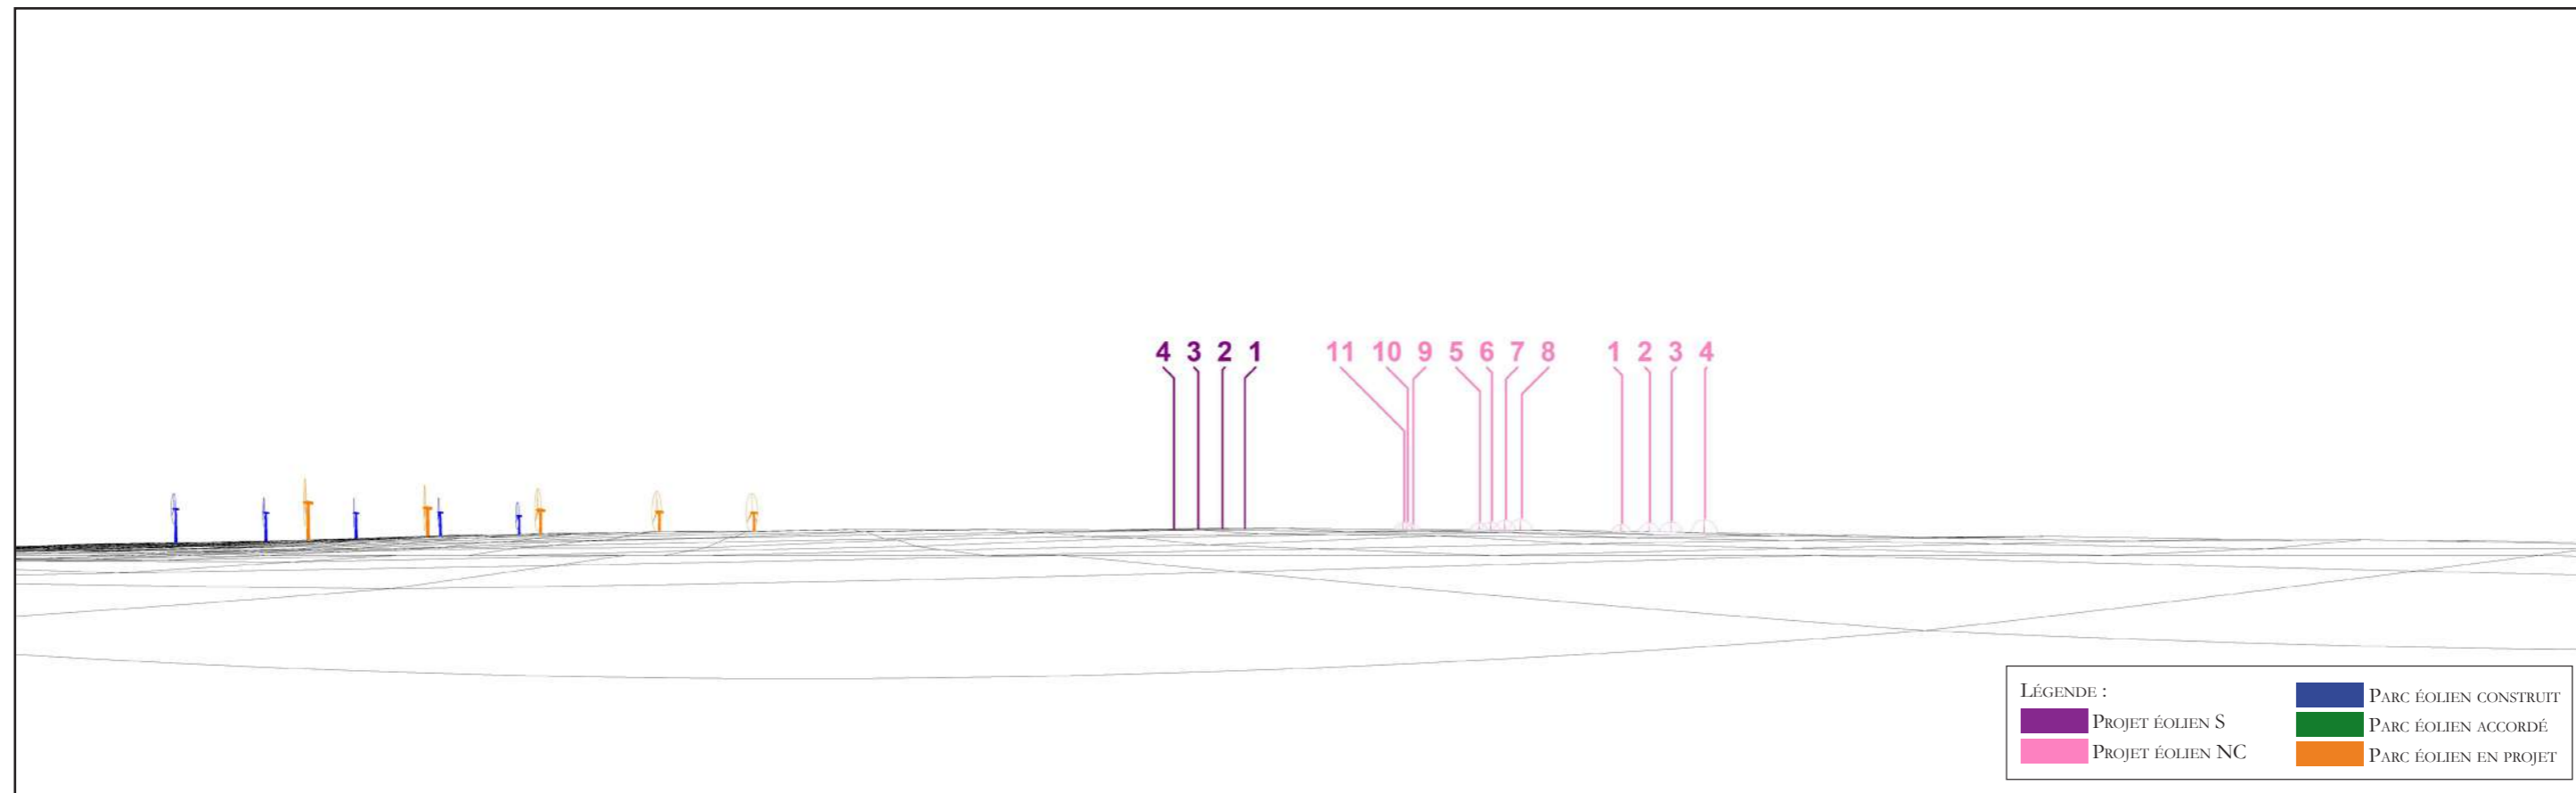 4 3 2 1 11 10 9 5 6 7 8 1 2 3 4
Légende :
Projet éolien S
Projet éolien NC
Parc éolien construit
Parc éolien accordé
Parc éolien en projet